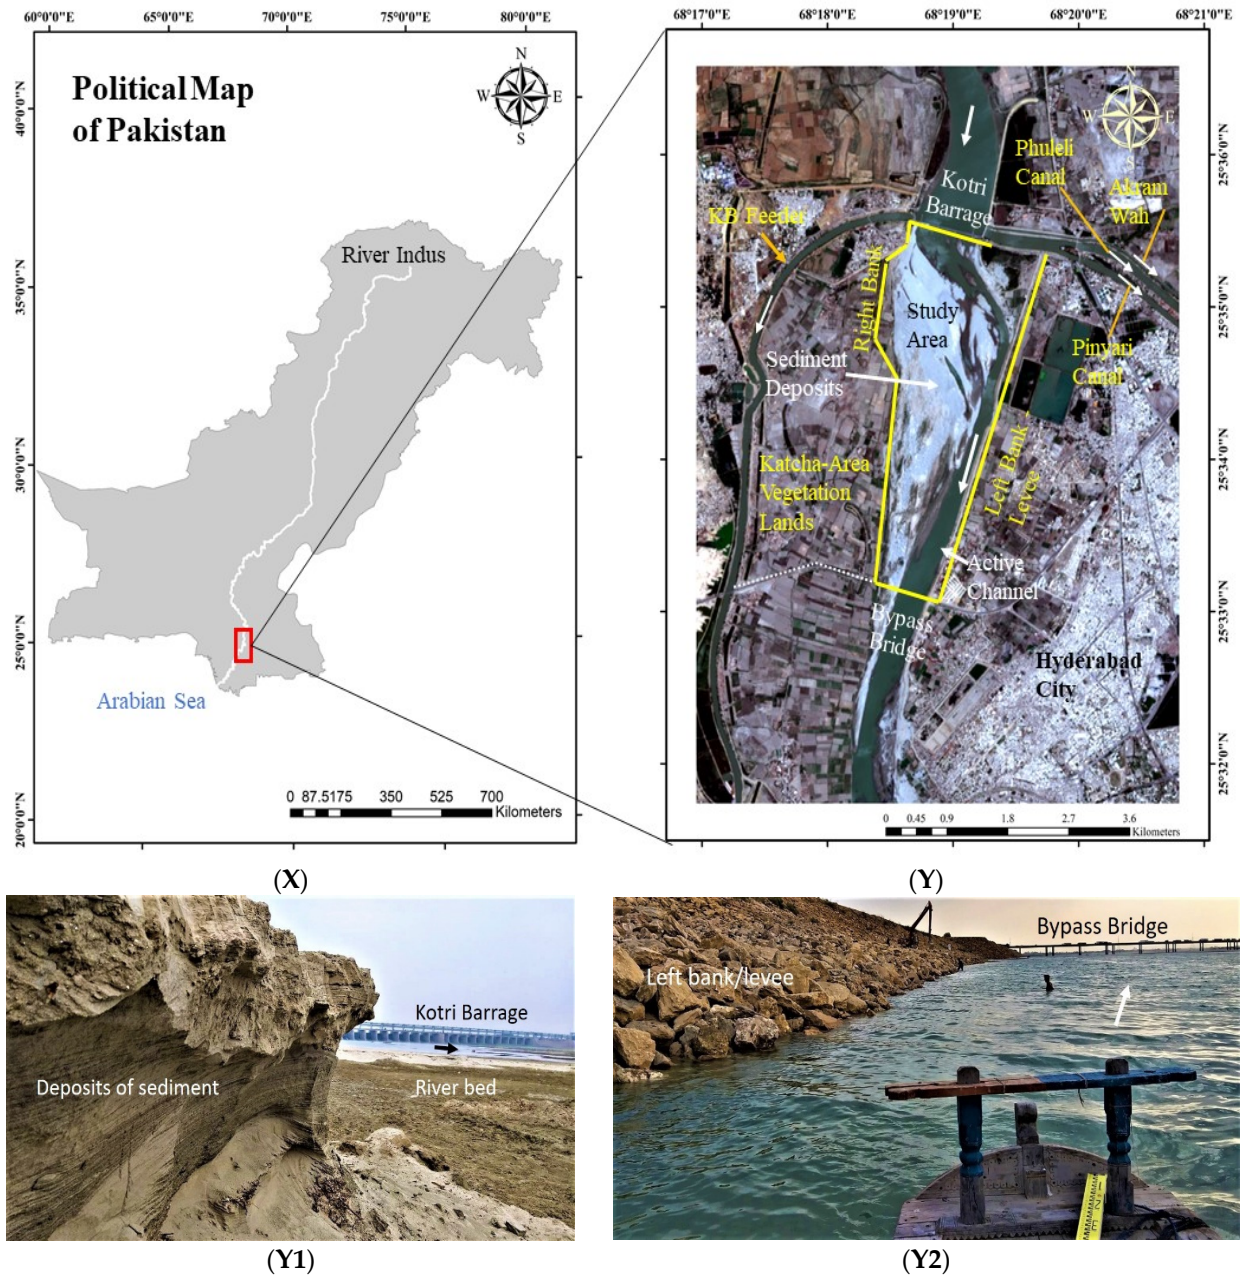 60°0'0"E 65°0'0"E 70°0'0"E 75°0'0"E 80°0'0"E
Political Map
of Pakistan
N
W E
S
River Indus
Arabian Sea
40°0'0"N
35°0'0"N
30°0'0"N
25°0'0"N
20°0'0"N
0 87.5175 350 525 700
Kilometers
(X)
68°17'0"E 68°18'0"E 68°19'0"E 68°20'0"E 68°21'0"E
N
W E
S
Kotri
Barrage
Phuleli
Canal
Akram
Wah
KB Feeder
Right Bank
Study
Area
Sediment
Deposits
Pinyari
Canal
Katcha-Area
Vegetation
Lands
Left Bank -
Levee
Active
Channel
Bypass
Bridge
Hyderabad
City
25°36'0"N
25°35'0"N
25°34'0"N
25°33'0"N
25°32'0"N
0 0.45 0.9 1.8 2.7 3.6
Kilometers
(Y)
Kotri Barrage
Deposits of sediment
River bed
(Y1)
Bypass Bridge
Left bank/levee
(Y2)